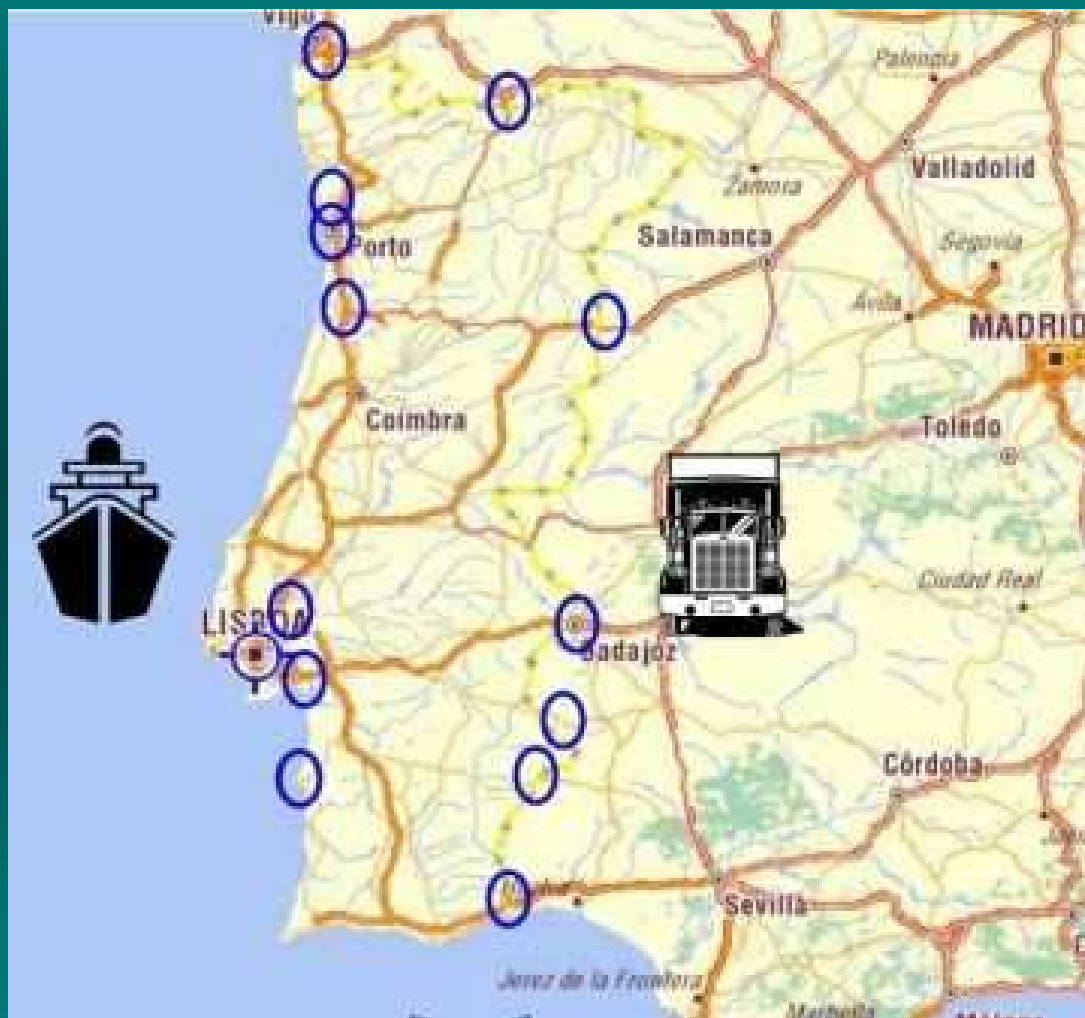 Vigo
Palencia
Valladolid
Zamora
Porto
Salamanca
Segovia
Ávila
MADRID
Coimbra
Toledo
Ciudad Real
LISBOA
Badajoz
Córdoba
Sevilla
Jerez de la Frontera
Marbella
Málaga